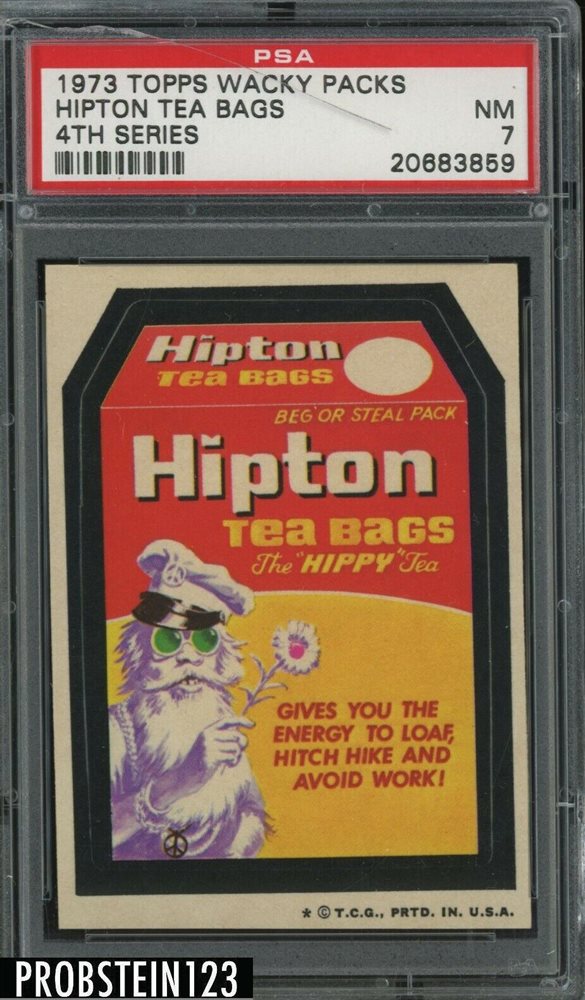 PSA
1973 TOPPS WACKY PACKS
HIPTON TEA BAGS NM
4TH SERIES 7
20683859
Hipton
Tea Bags
BEG OR STEAL PACK
Hipton
Tea Bags
The "HIPPY" Tea
GIVES YOU THE
ENERGY TO LOAF,
HITCH HIKE AND
AVOID WORK!
* © T.C.G., PRTD. IN. U.S.A.
PROBSTEIN123